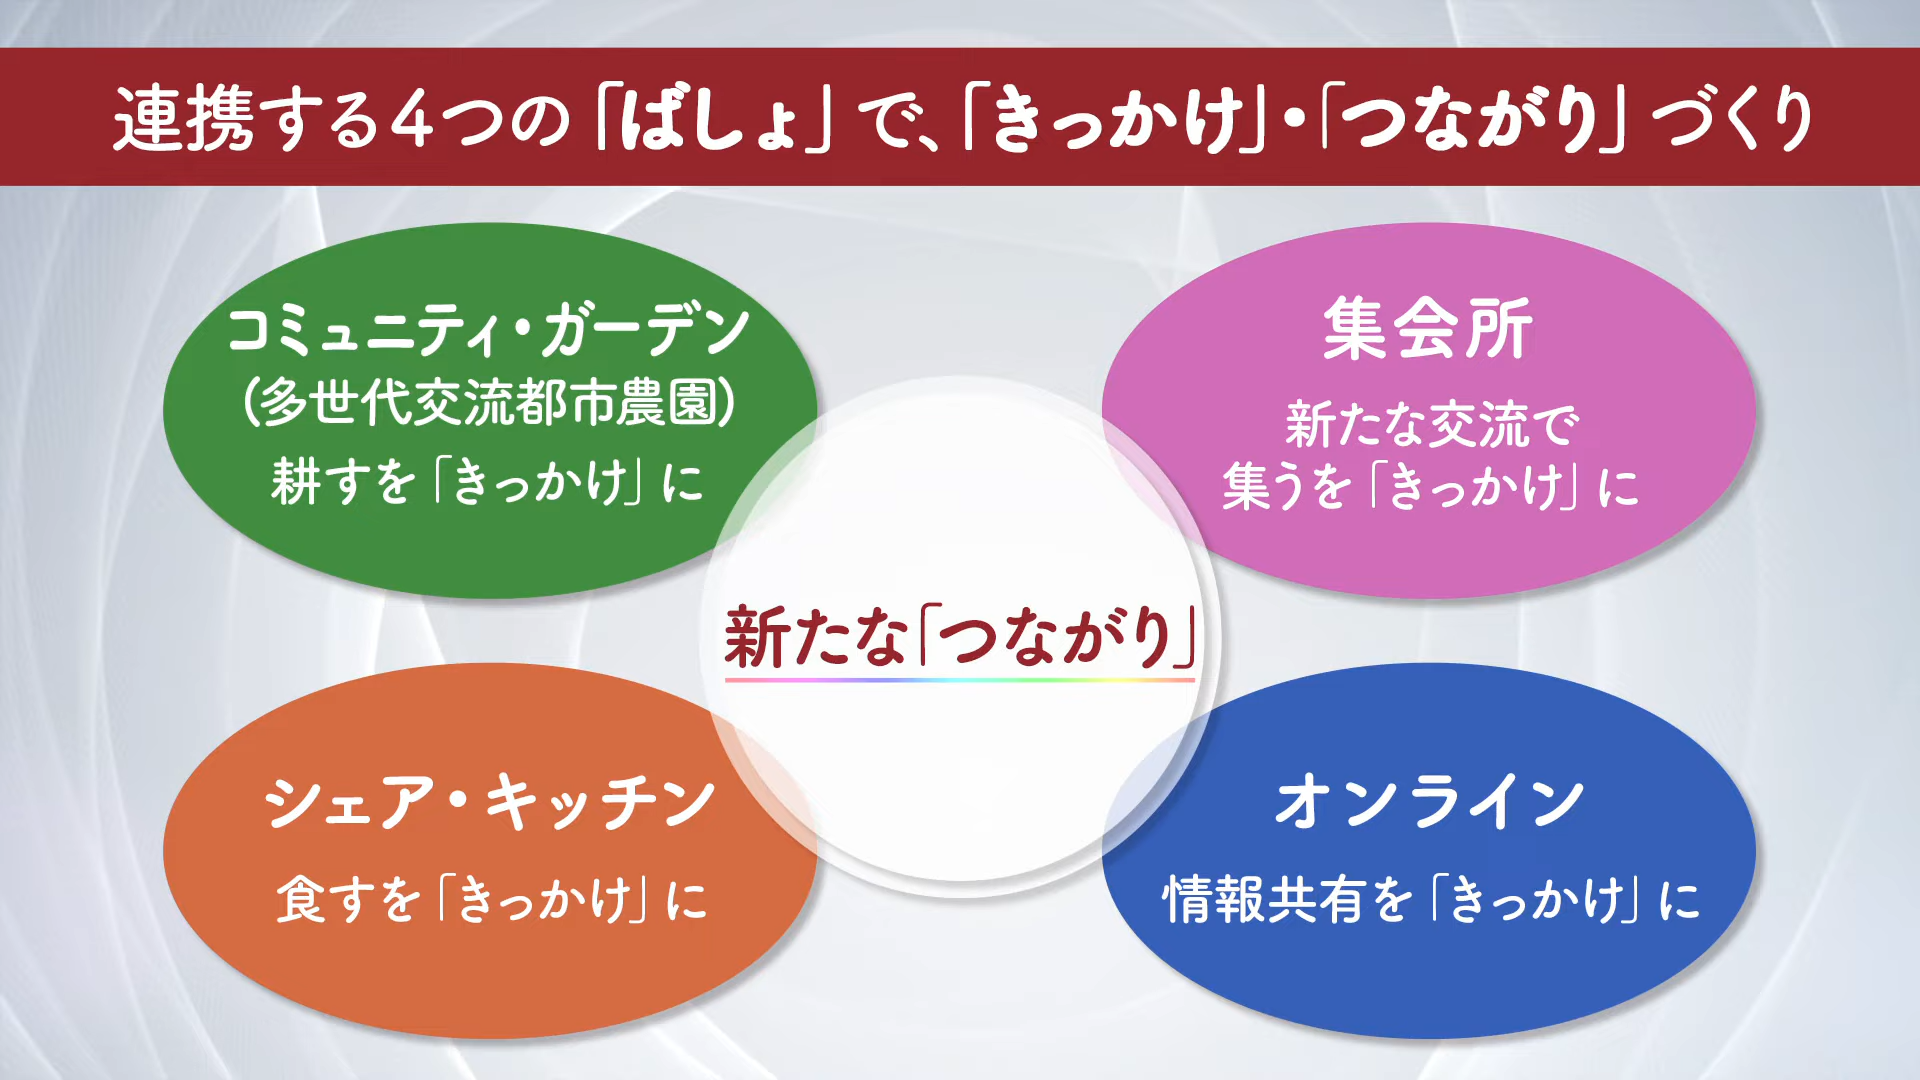 連携する4つの「ばしょ」で、「きっかけ」・「つながり」づくり
コミュニティ・ガーデン
(多世代交流都市農園)
耕すを「きっかけ」に
集会所
新たな交流で
集うを「きっかけ」に
新たな「つながり」
シェア・キッチン
食すを「きっかけ」に
オンライン
情報共有を「きっかけ」に